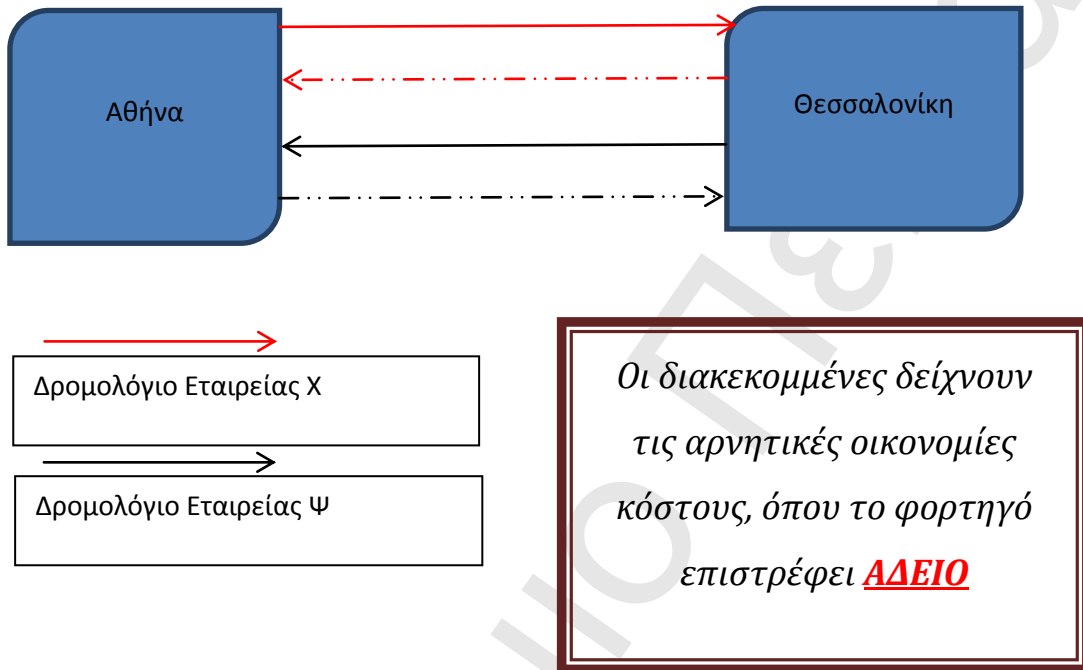 Αθήνα
Θεσσαλονίκη
Δρομολόγιο Εταιρείας Χ
Δρομολόγιο Εταιρείας Ψ
Οι διακεκομμένες δείχνουν
τις αρνητικές οικονομίες
κόστους, όπου το φορτηγό
επιστρέφει ΑΔΕΙΟ